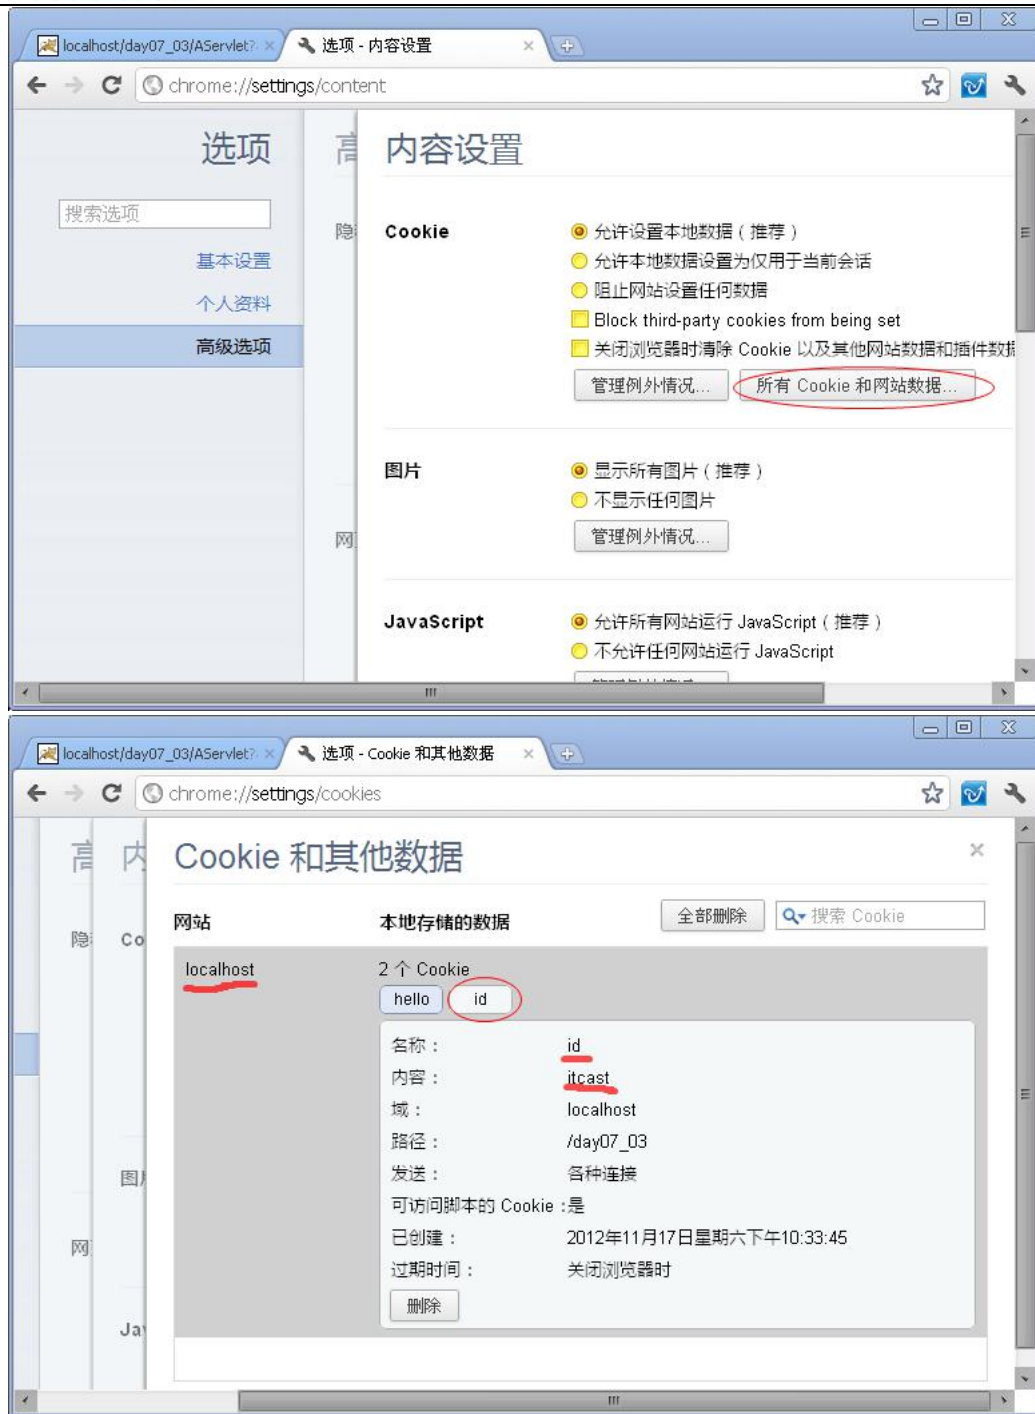 localhost/day07_03/AServlet?
选项 - 内容设置
chrome://settings/content
选项
搜索选项
基本设置
个人资料
高级选项
高
隐
网
内容设置
Cookie
允许设置本地数据（推荐）
允许本地数据设置为仅用于当前会话
阻止网站设置任何数据
Block third-party cookies from being set
关闭浏览器时清除 Cookie 以及其他网站数据和插件数据
管理例外情况... 所有 Cookie 和网站数据...
图片
显示所有图片（推荐）
不显示任何图片
管理例外情况...
JavaScript
允许所有网站运行 JavaScript（推荐）
不允许任何网站运行 JavaScript
localhost/day07_03/AServlet?
选项 - Cookie 和其他数据
chrome://settings/cookies
高
内
隐
Co
图片
网
Ja
Cookie 和其他数据
网站 本地存储的数据 全部删除 搜索 Cookie
localhost 2 个 Cookie
hello id
名称： id
内容： itcast
域： localhost
路径： /day07_03
发送： 各种连接
可访问脚本的 Cookie：是
已创建： 2012年11月17日星期六下午10:33:45
过期时间： 关闭浏览器时
删除